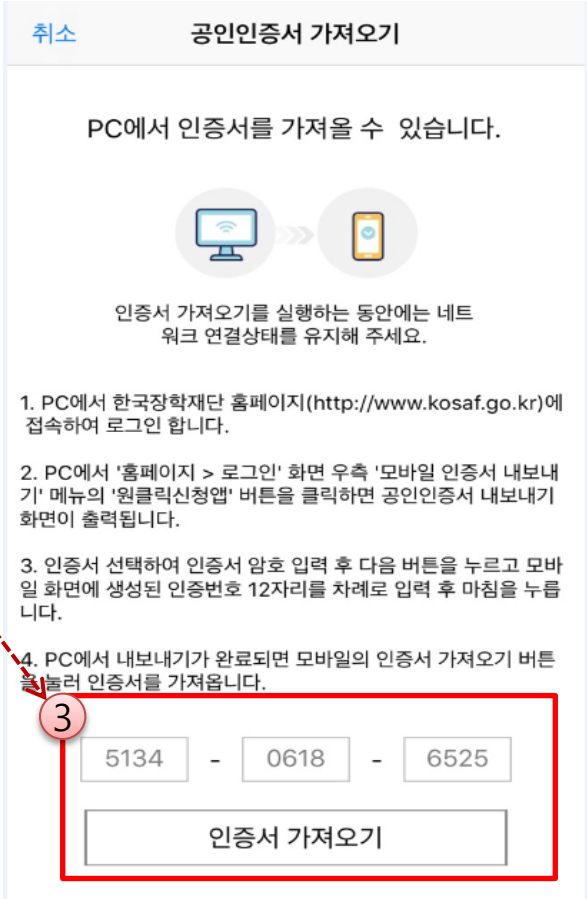 취소 공인인증서 가져오기
PC에서 인증서를 가져올 수 있습니다.
인증서 가져오기를 실행하는 동안에는 네트
워크 연결상태를 유지해 주세요.
1. PC에서 한국장학재단 홈페이지(http://www.kosaf.go.kr)에
접속하여 로그인 합니다.
2. PC에서 '홈페이지 > 로그인' 화면 우측 '모바일 인증서 내보내
기' 메뉴의 '원클릭신청앱' 버튼을 클릭하면 공인인증서 내보내기
화면이 출력됩니다.
3. 인증서 선택하여 인증서 암호 입력 후 다음 버튼을 누르고 모바
일 화면에 생성된 인증번호 12자리를 차례로 입력 후 마침을 누릅
니다.
4. PC에서 내보내기가 완료되면 모바일의 인증서 가져오기 버튼
을 눌러 인증서를 가져옵니다.
3
5134 - 0618 - 6525
인증서 가져오기